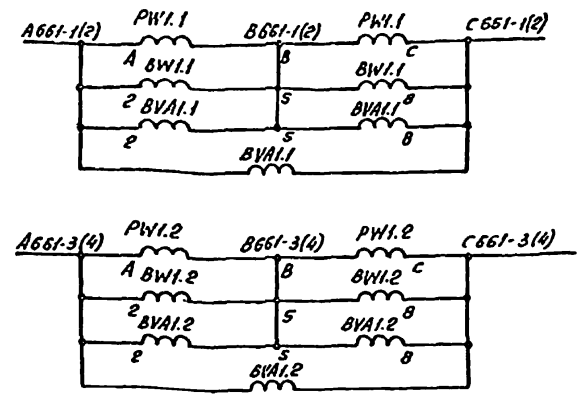 PW1.1 PW1.1
A661-1(2) B661-1(2) C661-1(2)
A B C
BW1.1 BW1.1
2 5 8
BVA1.1 BVA1.1
2 5 8
BVA1.1
PW1.2 PW1.2
A661-3(4) B661-3(4) C661-3(4)
A B C
BW1.2 BW1.2
2 5 8
BVA1.2 BVA1.2
2 5 8
BVA1.2